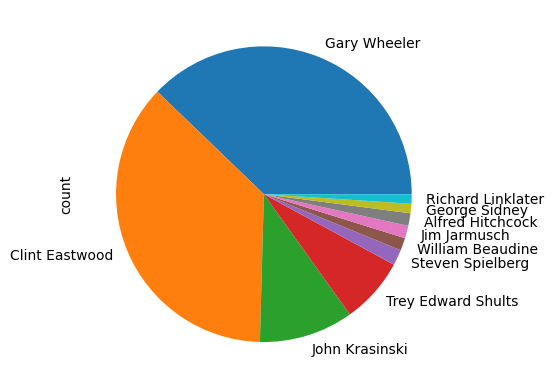 Gary Wheeler
Richard Linklater
George Sidney
Alfred Hitchcock
Jim Jarmusch
William Beaudine
Steven Spielberg
Trey Edward Shults
John Krasinski
Clint Eastwood
count